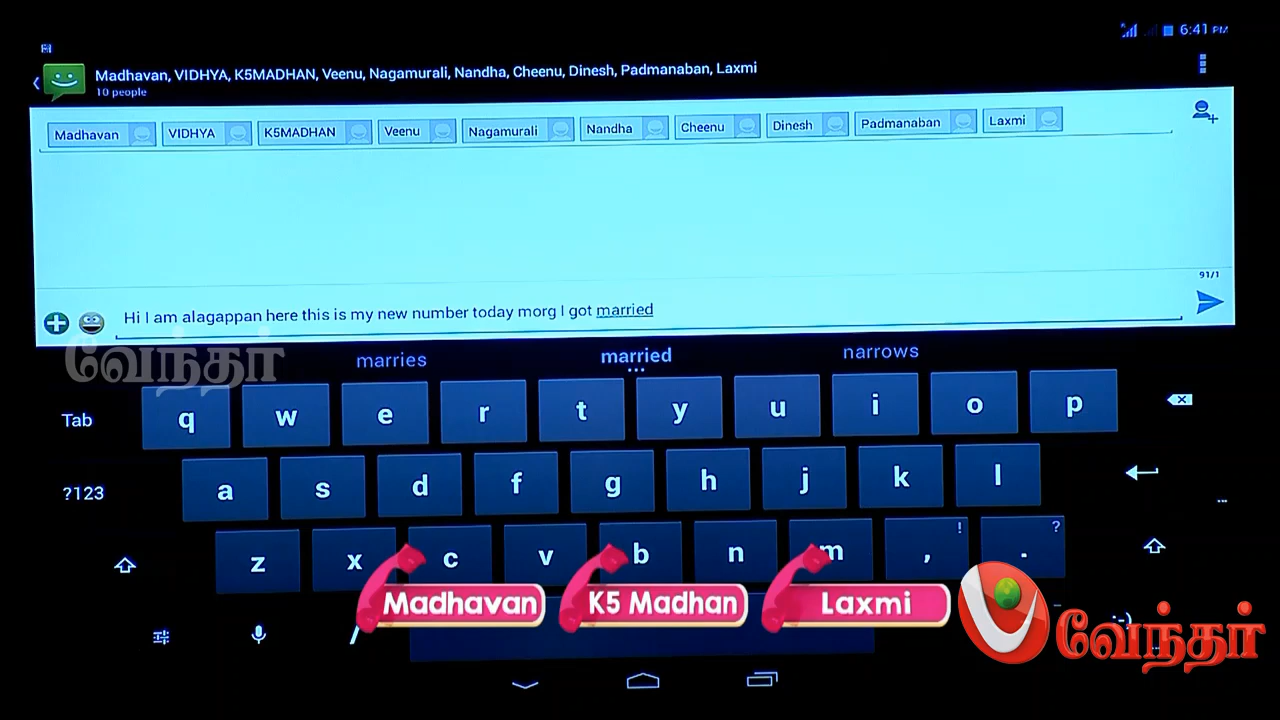 6:41 PM
Madhavan, VIDHYA, K5MADHAN, Veenu, Nagamurali, Nandha, Cheenu, Dinesh, Padmanaban, Laxmi
10 people
Madhavan VIDHYA K5MADHAN Veenu Nagamurali Nandha Cheenu Dinesh Padmanaban Laxmi
91/1
Hi I am alagappan here this is my new number today morg I got married
வேந்தர்
marries married narrows
Tab q w e r t y u i o p
?123 a s d f g h j k l
z x c v b n m , ! . ?
/ :-)
Madhavan K5 Madhan Laxmi
வேந்தர்